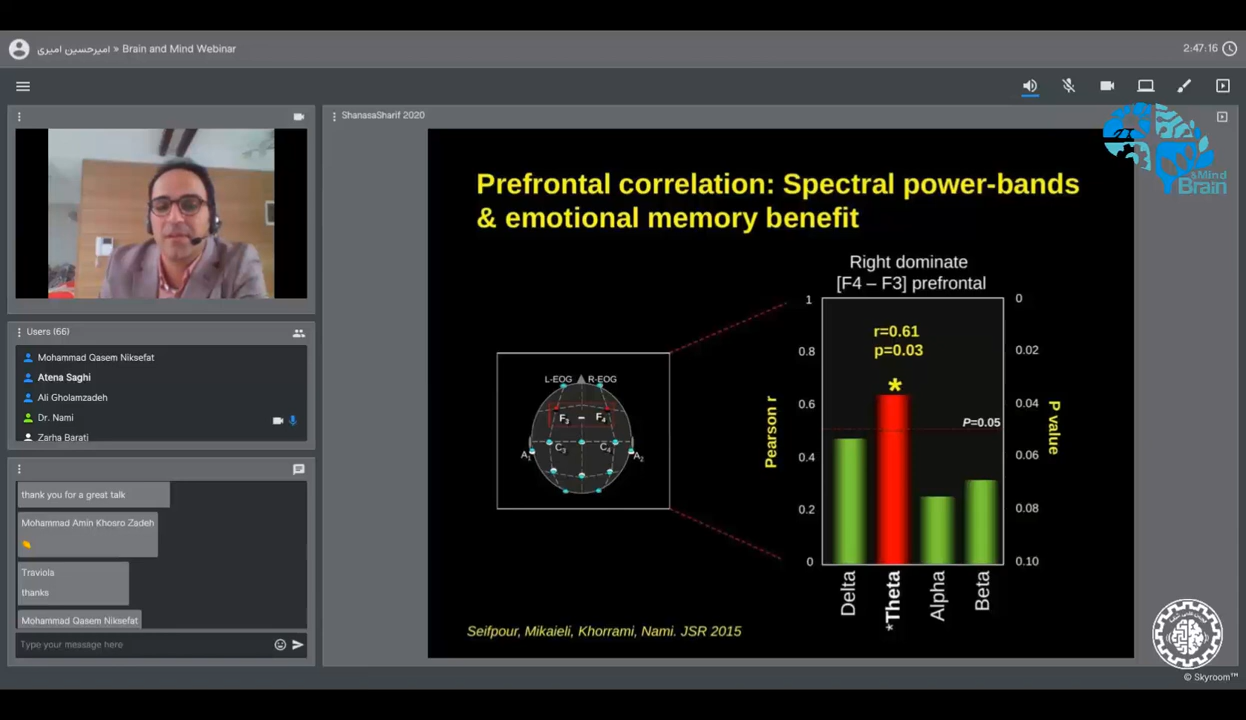 امیرحسین امیری » Brain and Mind Webinar
2:47:16
ShanasaSharif 2020
Users (66)
Mohammad Qasem Niksefat
Atena Saghi
Ali Gholamzadeh
Dr. Nami
Zarha Barati
thank you for a great talk
Mohammad Amin Khosro Zadeh
Traviola
thanks
Mohammad Qasem Niksefat
Type your message here
Prefrontal correlation: Spectral power-bands
& emotional memory benefit
Right dominate
[F4 – F3] prefrontal
L-EOG R-EOG
F3 – F4
A1 C3 C4 A2
Pearson r
1
0.8
0.6
0.4
0.2
0
r=0.61
p=0.03
*
P=0.05
0
0.02
0.04
0.06
0.08
0.10
P value
Delta
*Theta
Alpha
Beta
Seifpour, Mikaieli, Khorrami, Nami. JSR 2015
&Mind
Brain
© Skyroom™